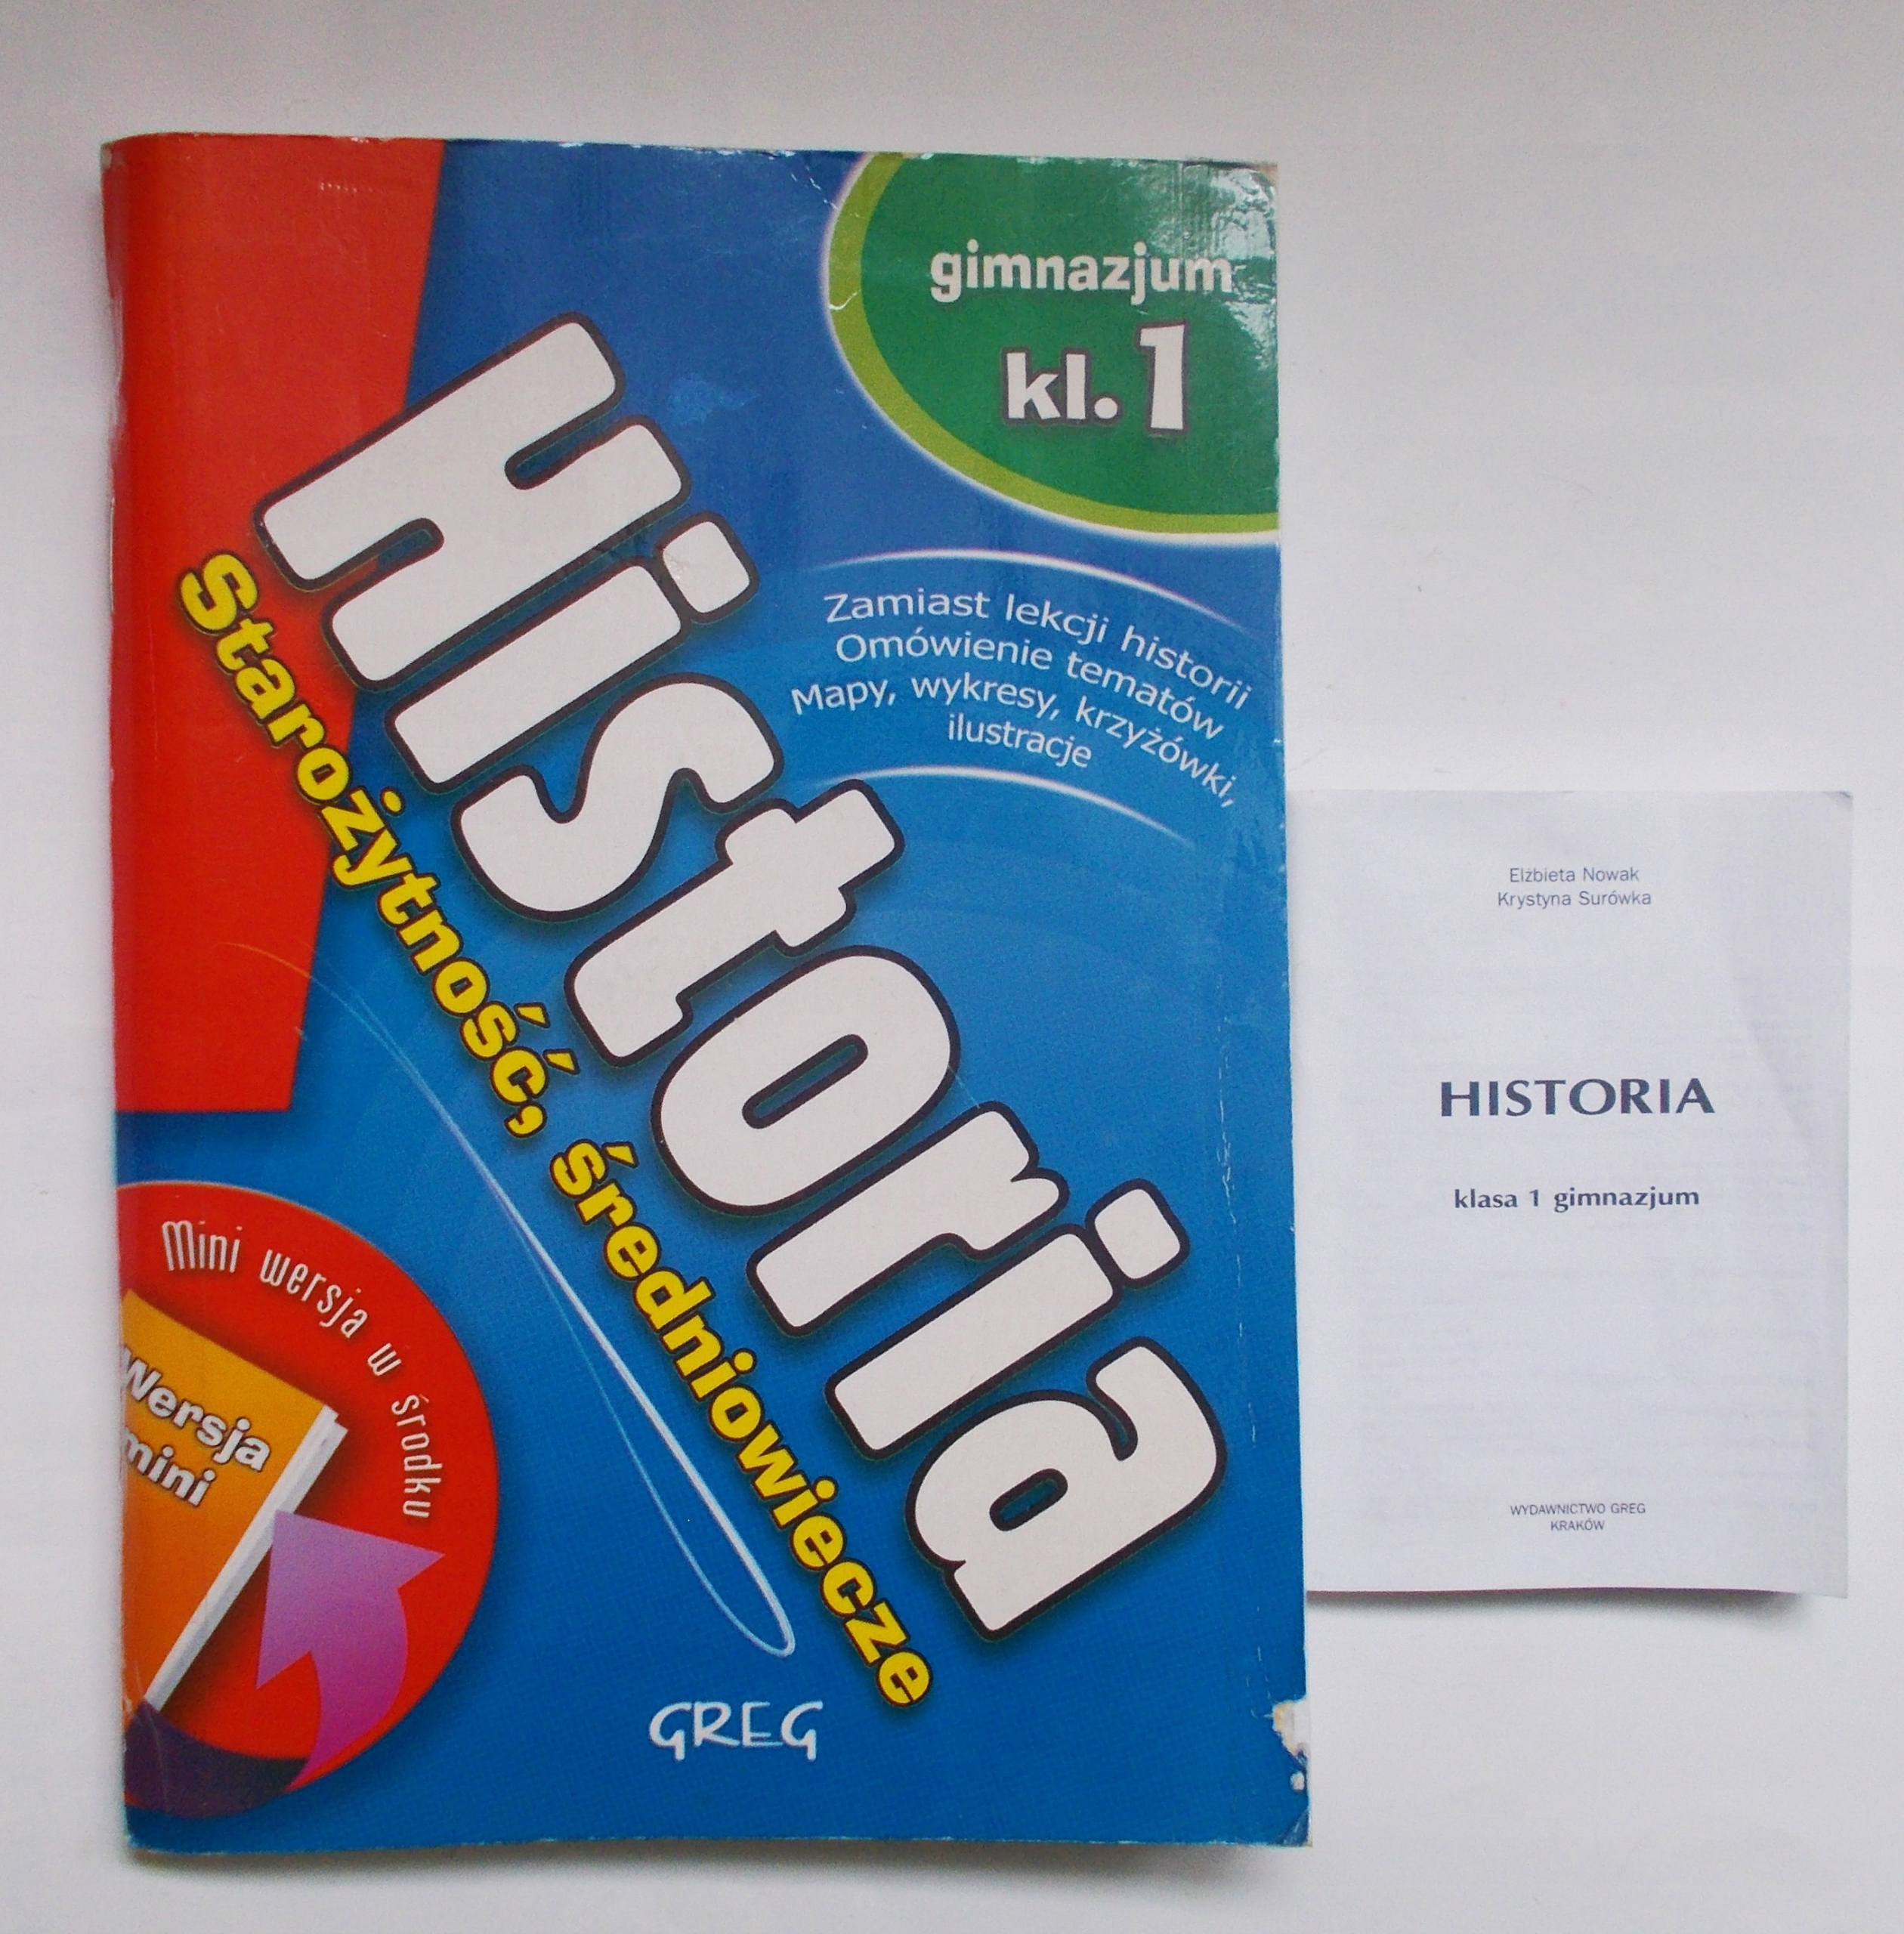 gimnazjum
kl. 1
Historia
Starożytność, średniowiecze
Zamiast lekcji historii
Omówienie tematów
Mapy, wykresy, krzyżówki,
ilustracje
Mini wersja w środku
Wersja
mini
GREG
Elżbieta Nowak
Krystyna Surówka
HISTORIA
klasa 1 gimnazjum
WYDAWNICTWO GREG
KRAKÓW